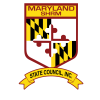 MARYLAND
SHRM
STATE COUNCIL, INC.